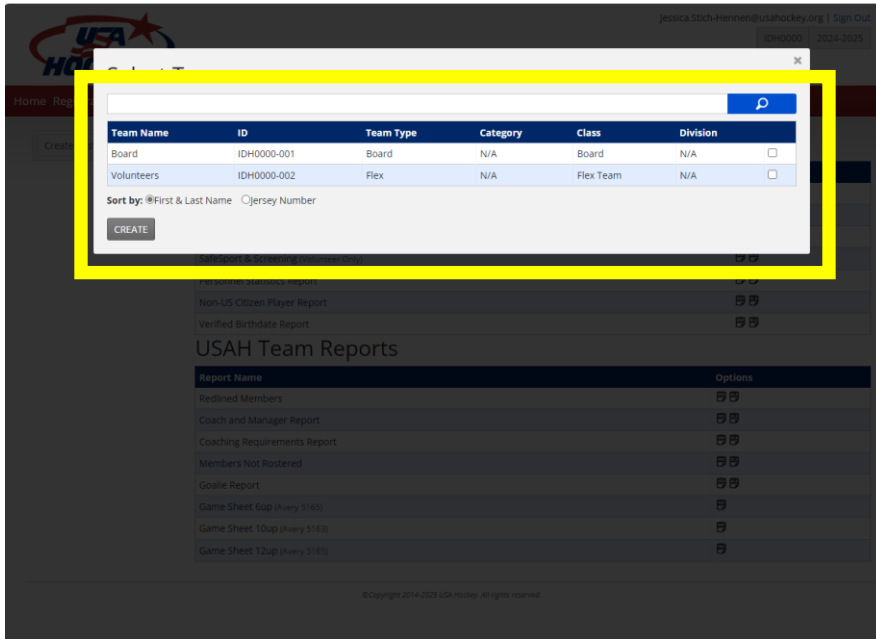 Jessica.Stich-Hennen@usahockey.org | Sign Out
USA
IDH0000 2024-2025
×
Home
Team Name ID Team Type Category Class Division
Board IDH0000-001 Board N/A Board N/A
Volunteers IDH0000-002 Flex N/A Flex Team N/A
Sort by: First & Last Name Jersey Number
CREATE
SafeSport & Screening (Volunteer Only)
Personnel Statistics Report
Non-US Citizen Player Report
Verified Birthdate Report
USAH Team Reports
Report Name Options
Redlined Members
Coach and Manager Report
Coaching Requirements Report
Members Not Rostered
Goalie Report
Game Sheet 6up (Avery 5165)
Game Sheet 10up (Avery 5163)
Game Sheet 12up (Avery 5165)
©Copyright 2014-2025 USA Hockey. All rights reserved.